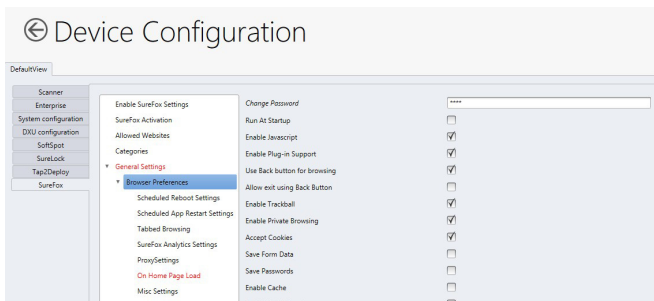 Device Configuration
DefaultView
Scanner
Enterprise
System configuration
DXU configuration
SoftSpot
SureLock
Tap2Deploy
SureFox
Enable SureFox Settings
SureFox Activation
Allowed Websites
Categories
General Settings
Browser Preferences
Scheduled Reboot Settings
Scheduled App Restart Settings
Tabbed Browsing
SureFox Analytics Settings
ProxySettings
On Home Page Load
Misc Settings
Change Password ****
Run At Startup
Enable Javascript
Enable Plug-in Support
Use Back button for browsing
Allow exit using Back Button
Enable Trackball
Enable Private Browsing
Accept Cookies
Save Form Data
Save Passwords
Enable Cache